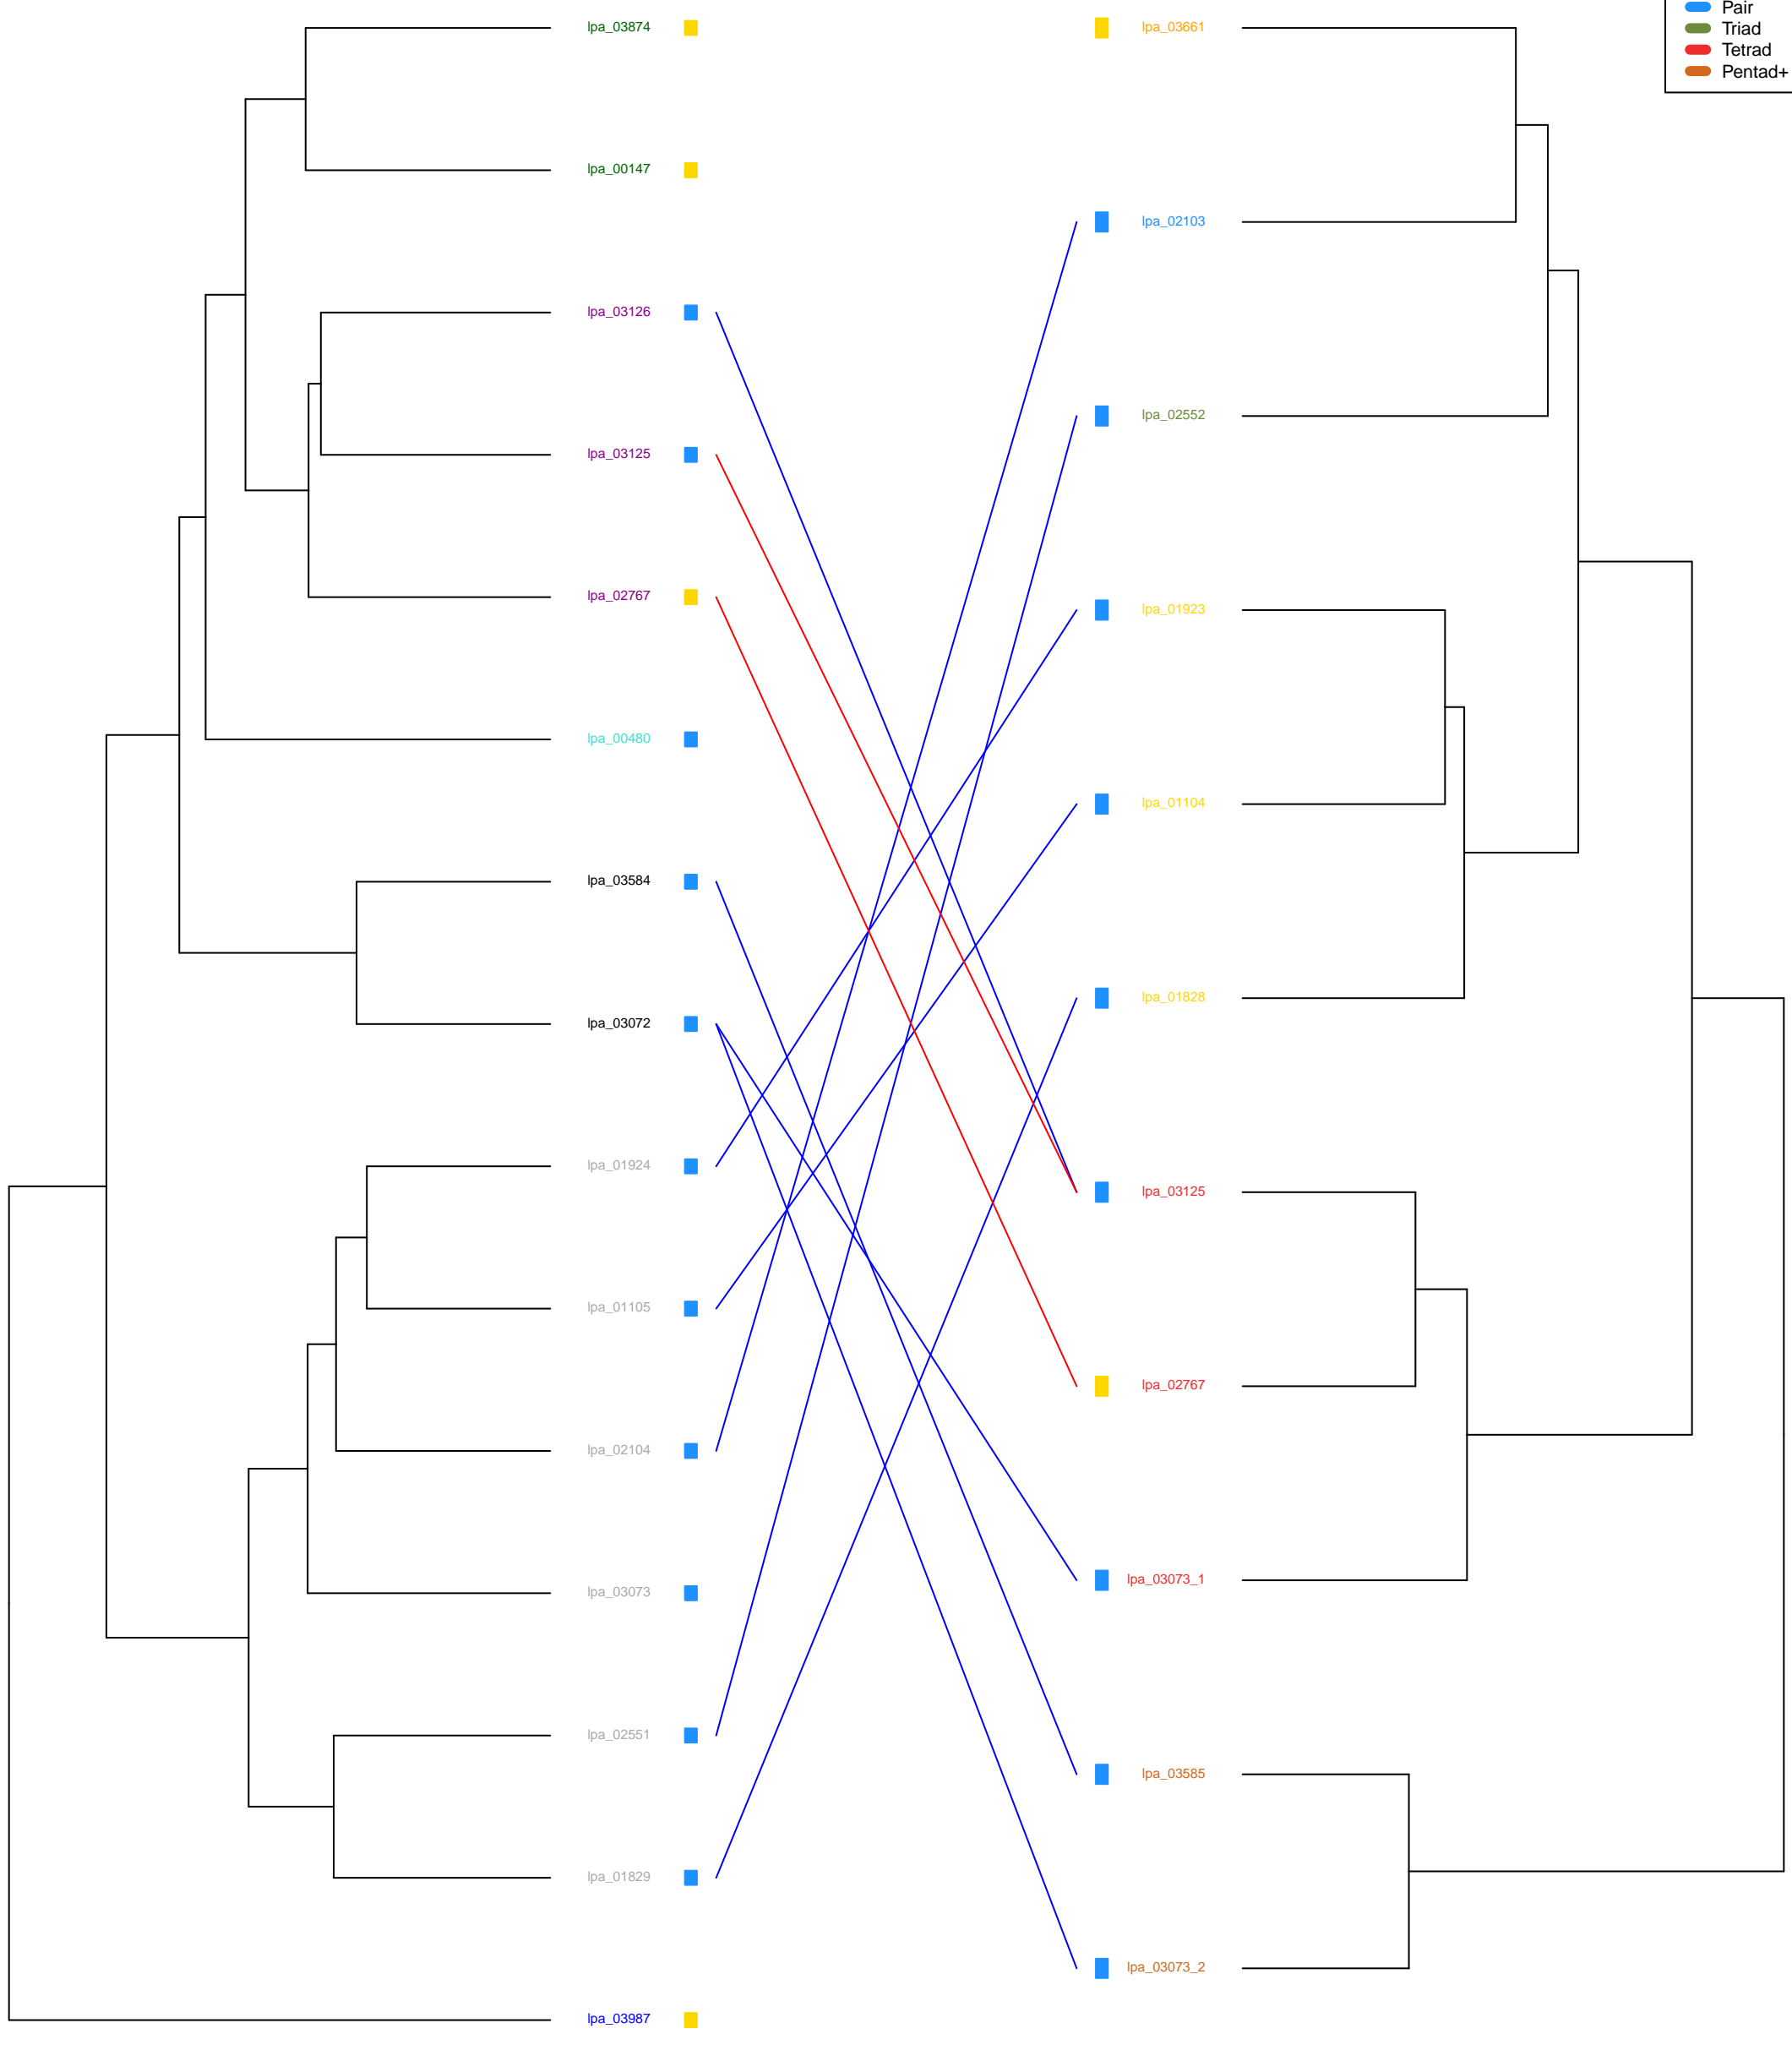 Pair
Triad
Tetrad
Pentad+
lpa_03874
lpa_00147
lpa_03126
lpa_03125
lpa_02767
lpa_00480
lpa_03584
lpa_03072
lpa_01924
lpa_01105
lpa_02104
lpa_03073
lpa_02551
lpa_01829
lpa_03987
lpa_03661
lpa_02103
lpa_02552
lpa_01923
lpa_01104
lpa_01828
lpa_03125
lpa_02767
lpa_03073_1
lpa_03585
lpa_03073_2